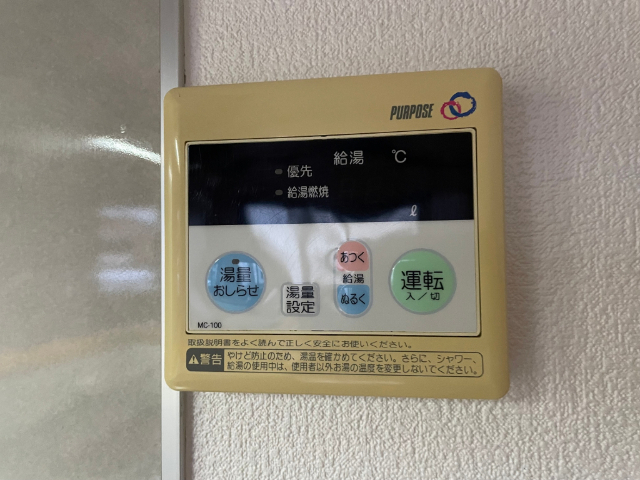 PURPOSE
給湯 ℃
優先
給湯燃焼
ℓ
湯量
おしらせ
湯量
設定
あつく
給湯
ぬるく
運転
入／切
MC-100
取扱説明書をよく読んで正しく安全にお使いください。
警告
やけど防止のため、湯温を確かめてください。さらに、シャワー、
給湯の使用中は、使用者以外お湯の温度を変更しないでください。